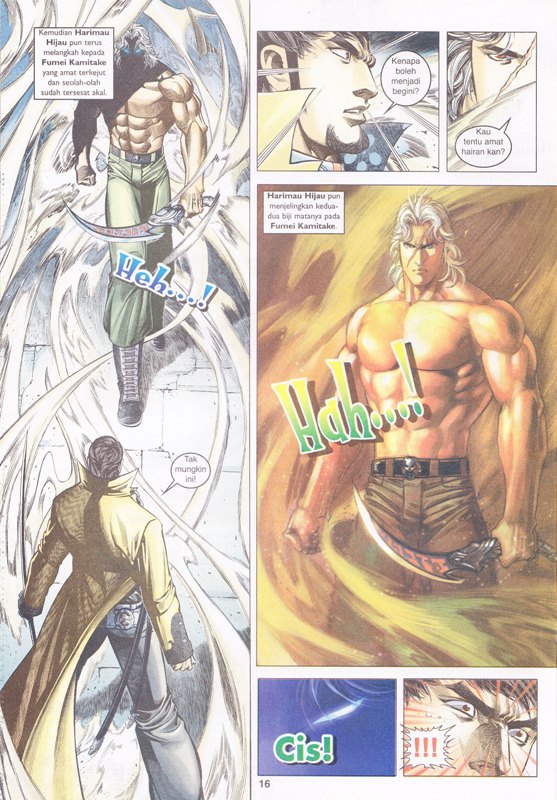 Kemudian Harimau
Hijau pun terus
melangkah kepada
Fumei Kamitake
yang amat terkejut
dan seolah-olah
sudah tersesat akal.
Heh....!
Tak
mungkin
ini!
Kenapa
boleh
menjadi
begini?
Kau
tentu amat
hairan kan?
Harimau Hijau pun
menjelingkan kedua-
dua biji matanya pada
Fumei Kamitake.
Hah....!
Cis!
!!!
16